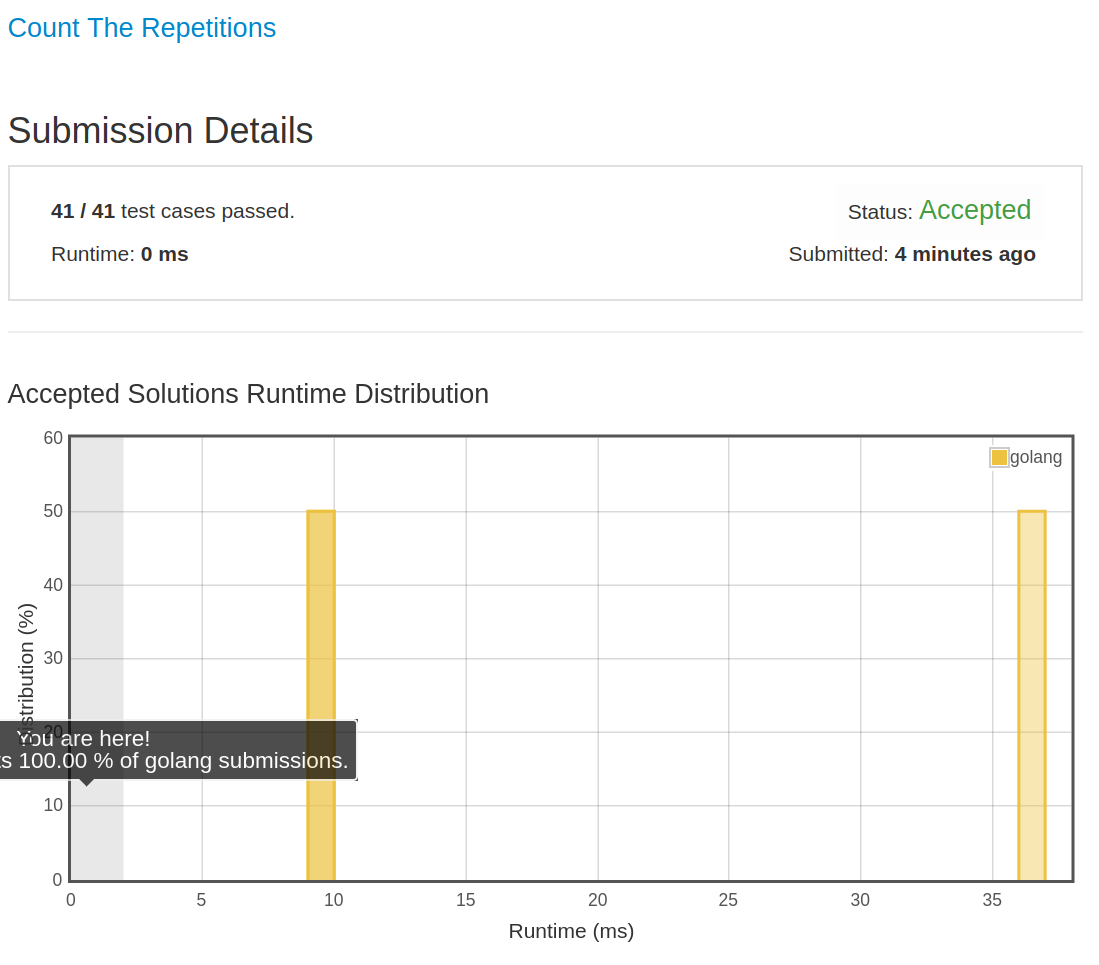 Count The Repetitions
Submission Details
41 / 41 test cases passed.
Status: Accepted
Runtime: 0 ms
Submitted: 4 minutes ago
Accepted Solutions Runtime Distribution
60
golang
50
40
30
20
10
0
(%)
You are here!
100.00 % of golang submissions.
0 5 10 15 20 25 30 35
Runtime (ms)